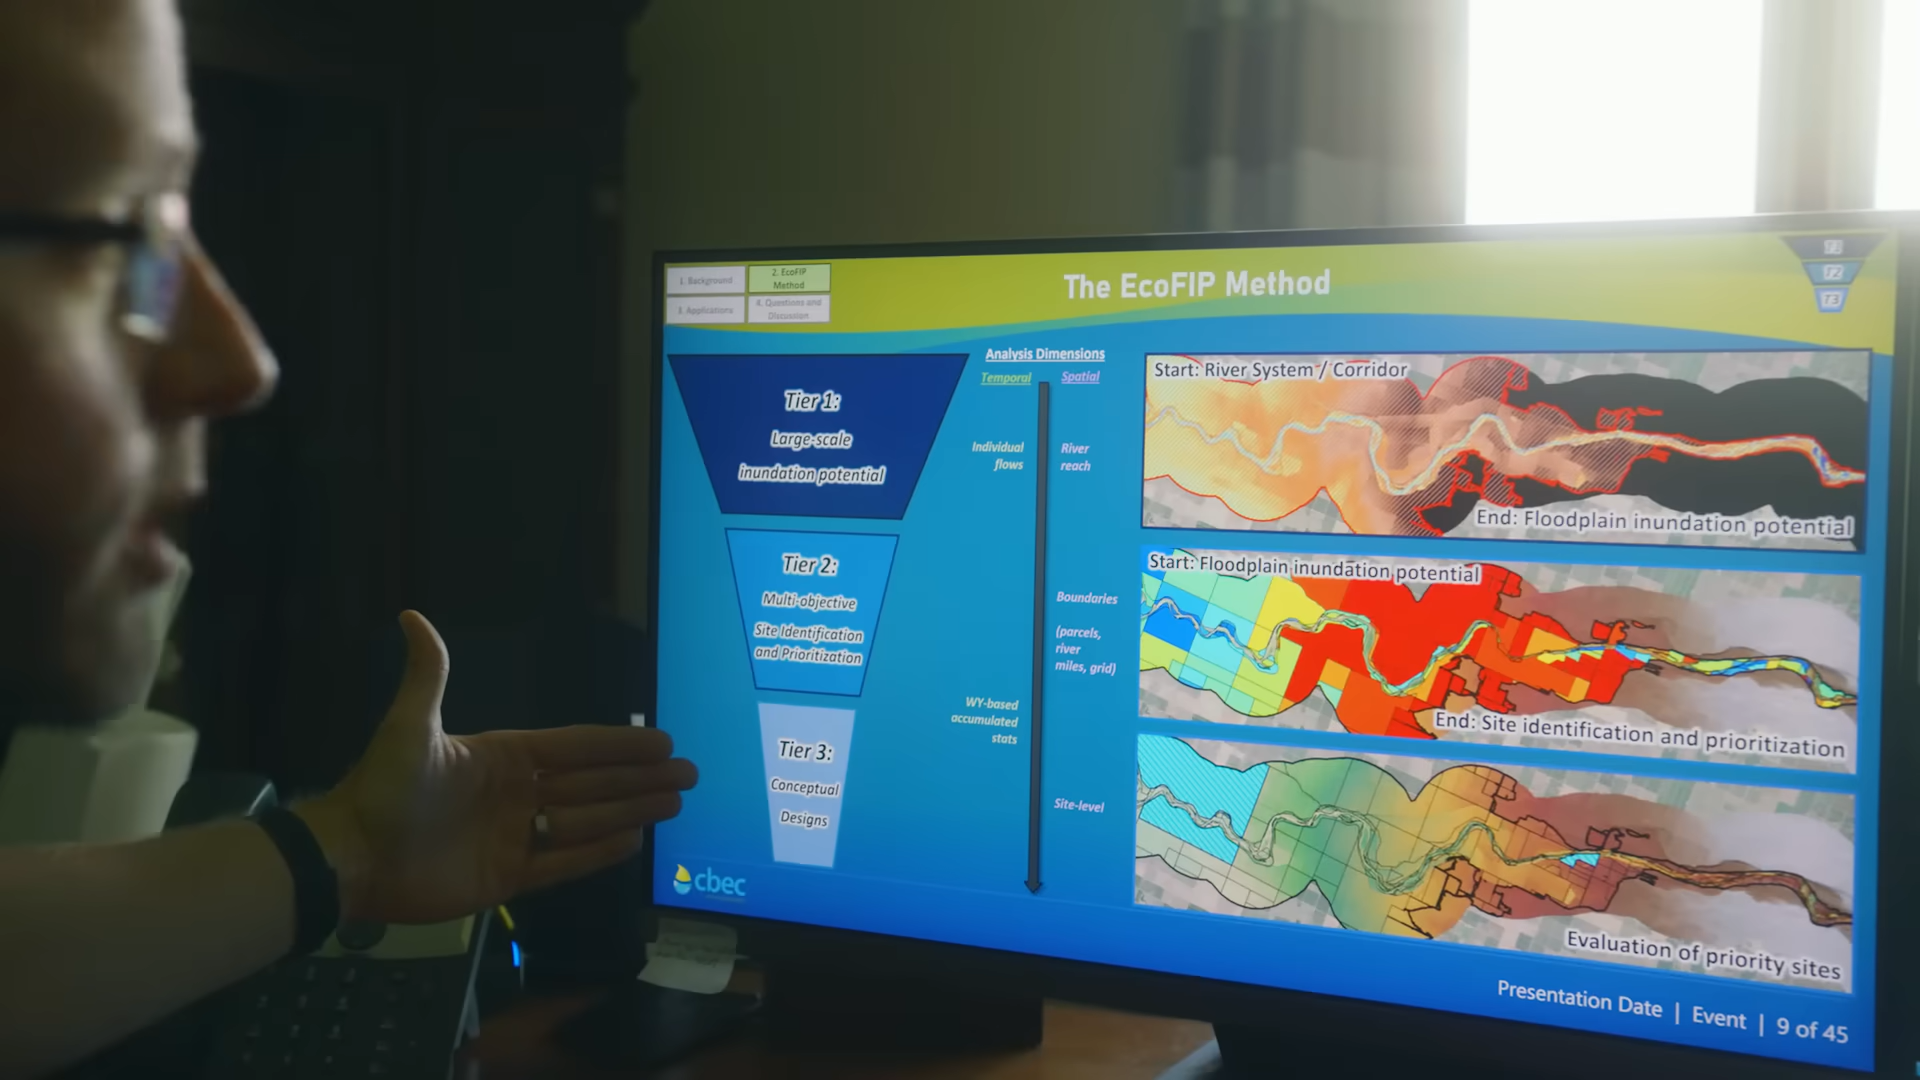 1. Background
2. EcoFIP
Method
3. Applications
4. Questions and
Discussion
The EcoFIP Method
T2
T3
Tier 1:
Large-scale
inundation potential
Tier 2:
Multi-objective
Site Identification
and Prioritization
Tier 3:
Conceptual
Designs
Analysis Dimensions
Temporal
Spatial
Individual
flows
River
reach
Boundaries
(parcels,
river
miles, grid)
WY-based
accumulated
stats
Site-level
Start: River System / Corridor
End: Floodplain inundation potential
Start: Floodplain inundation potential
End: Site identification and prioritization
Evaluation of priority sites
cbec
Presentation Date | Event | 9 of 45